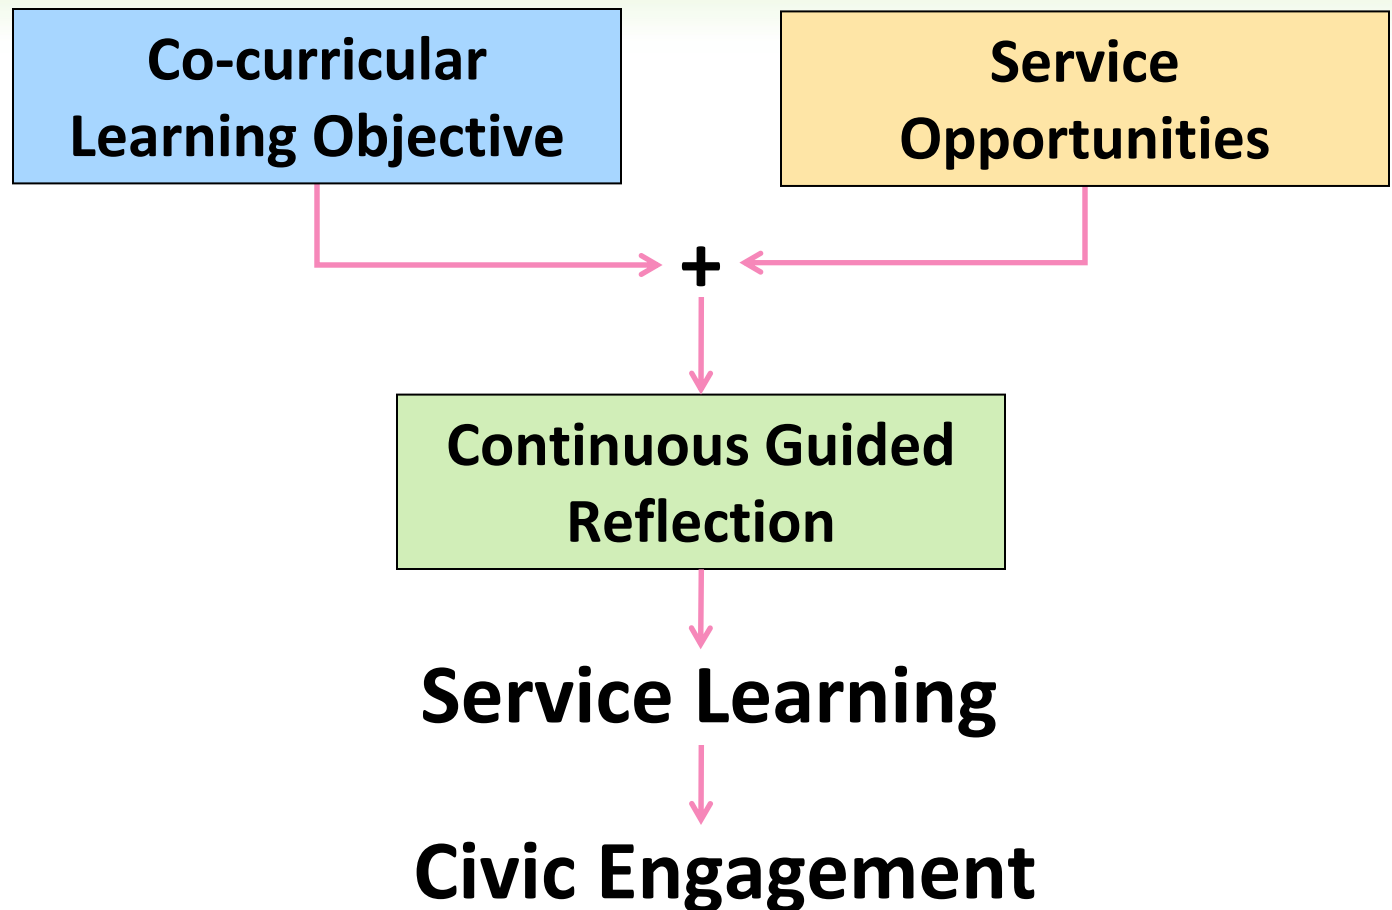 Co-curricular
Learning Objective
Service
Opportunities
+
Continuous Guided
Reflection
Service Learning
Civic Engagement